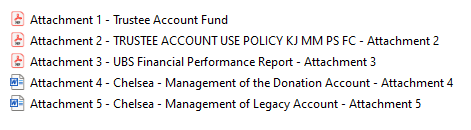 Attachment 1 - Trustee Account Fund
Attachment 2 - TRUSTEE ACCOUNT USE POLICY KJ MM PS FC - Attachment 2
Attachment 3 - UBS Financial Performance Report - Attachment 3
Attachment 4 - Chelsea - Management of the Donation Account - Attachment 4
Attachment 5 - Chelsea - Management of Legacy Account - Attachment 5